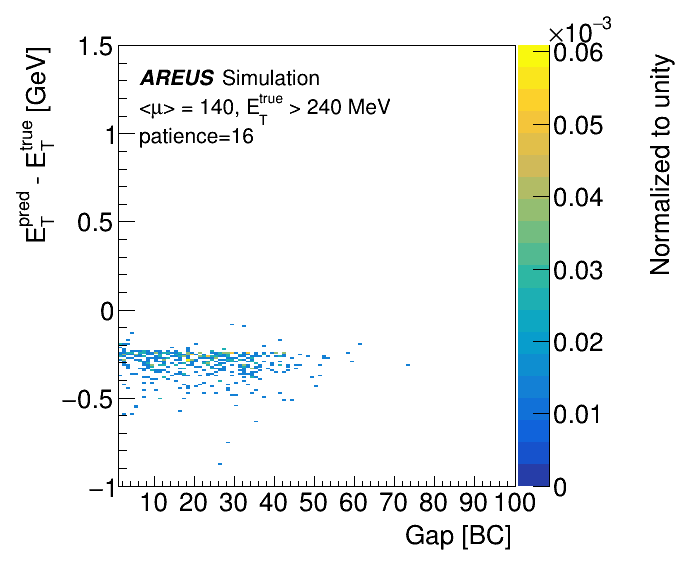 ×10⁻³
AREUS Simulation
<μ> = 140, E_T^true > 240 MeV
patience=16
E_T^pred - E_T^true [GeV]
1.5
1
0.5
0
−0.5
−1
10 20 30 40 50 60 70 80 90 100
Gap [BC]
0.06
0.05
0.04
0.03
0.02
0.01
0
Normalized to unity